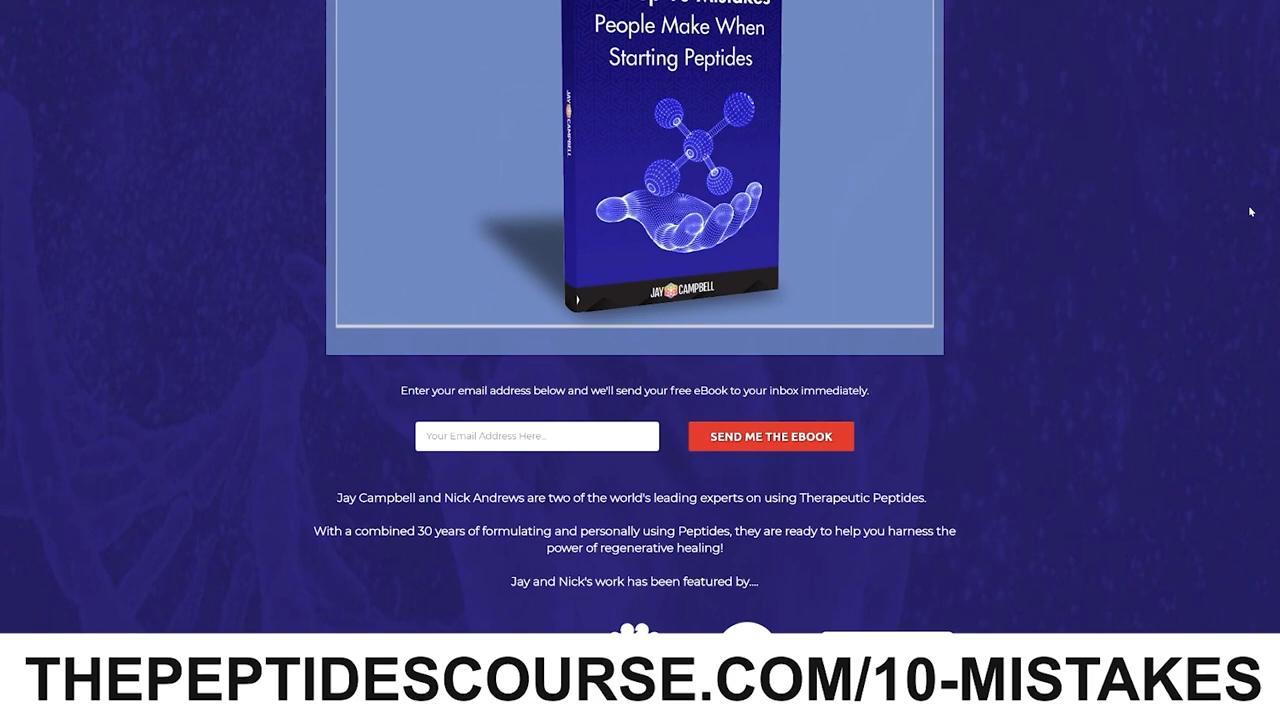 Mistakes
People Make When
Starting Peptides
JAY CAMPBELL
JAY CAMPBELL
Enter your email address below and we'll send your free eBook to your inbox immediately.
Your Email Address Here...
SEND ME THE EBOOK
Jay Campbell and Nick Andrews are two of the world's leading experts on using Therapeutic Peptides.
With a combined 30 years of formulating and personally using Peptides, they are ready to help you harness the
power of regenerative healing!
Jay and Nick's work has been featured by....
THEPEPTIDESCOURSE.COM/10-MISTAKES